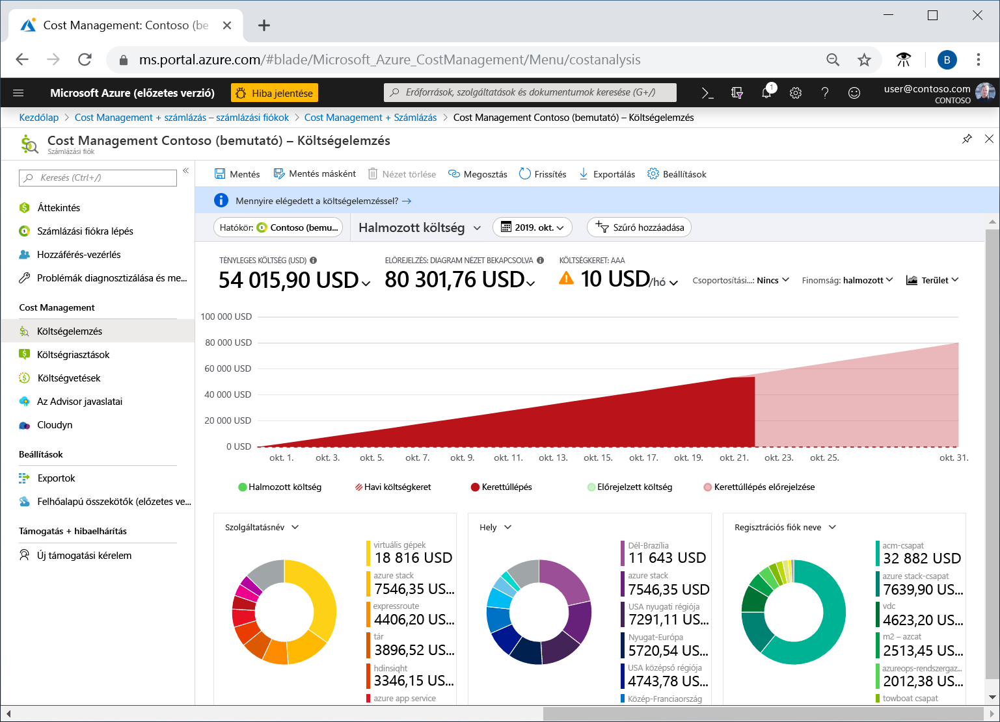 Cost Management: Contoso (be
ms.portal.azure.com/#blade/Microsoft_Azure_CostManagement/Menu/costanalysis
B
Microsoft Azure (előzetes verzió)
Hiba jelentése
Erőforrások, szolgáltatások és dokumentumok keresése (G+/)
1
user@contoso.com
CONTOSO
Kezdőlap > Cost Management + számlázás – számlázási fiókok > Cost Management + Számlázás > Cost Management Contoso (bemutató) – Költségelemzés
Cost Management Contoso (bemutató) – Költségelemzés
Számlázási fiók
Keresés (Ctrl+/)
Áttekintés
Számlázási fiókra lépés
Hozzáférés-vezérlés
Problémák diagnosztizálása és me...
Cost Management
Költségelemzés
Költségriasztások
Költségvetések
Az Advisor javaslatai
Cloudyn
Beállítások
Exportok
Felhőalapú összekötők (előzetes ve...
Támogatás + hibaelhárítás
Új támogatási kérelem
Mentés
Mentés másként
Nézet törlése
Megosztás
Frissítés
Exportálás
Beállítások
Mennyire elégedett a költségelemzéssel? →
Hatókör: Contoso (bemu...
Halmozott költség
2019. okt.
Szűrő hozzáadása
TÉNYLEGES KÖLTSÉG (USD)
54 015,90 USD
ELŐREJELZÉS: DIAGRAM NÉZET BEKAPCSOLVA
80 301,76 USD
KÖLTSÉGKERET: AAA
10 USD/hó
Csoportosítási...: Nincs
Finomság: halmozott
Terület
100 000 USD
80 000 USD
60 000 USD
40 000 USD
20 000 USD
0 USD
okt. 1. okt. 3. okt. 5. okt. 7. okt. 9. okt. 11. okt. 13. okt. 15. okt. 17. okt. 19. okt. 21. okt. 23. okt. 25. okt. 31.
Halmozott költség
Havi költségkeret
Kerettúllépés
Előrejelzett költség
Kerettúllépés előrejelzése
Szolgáltatásnév
virtuális gépek
18 816 USD
azure stack
7546,35 US...
expressroute
4406,20 US...
tár
3896,52 US...
hdinsiqht
3346,15 US...
azure app service
Hely
Dél-Brazília
11 643 USD
azure stack
7546,35 USD
USA nyugati régiója
7291,11 US...
Nyugat-Európa
5720,54 US...
USA középső régiója
4743,78 US...
Közép-Franciaország
Regisztrációs fiók neve
acm-csapat
32 882 USD
azure stack-csapat
7639,90 US...
vdc
4623,20 US...
m2 – azcat
2513,45 US...
azureops-rendszergaz...
2012,38 US...
towboat csapat